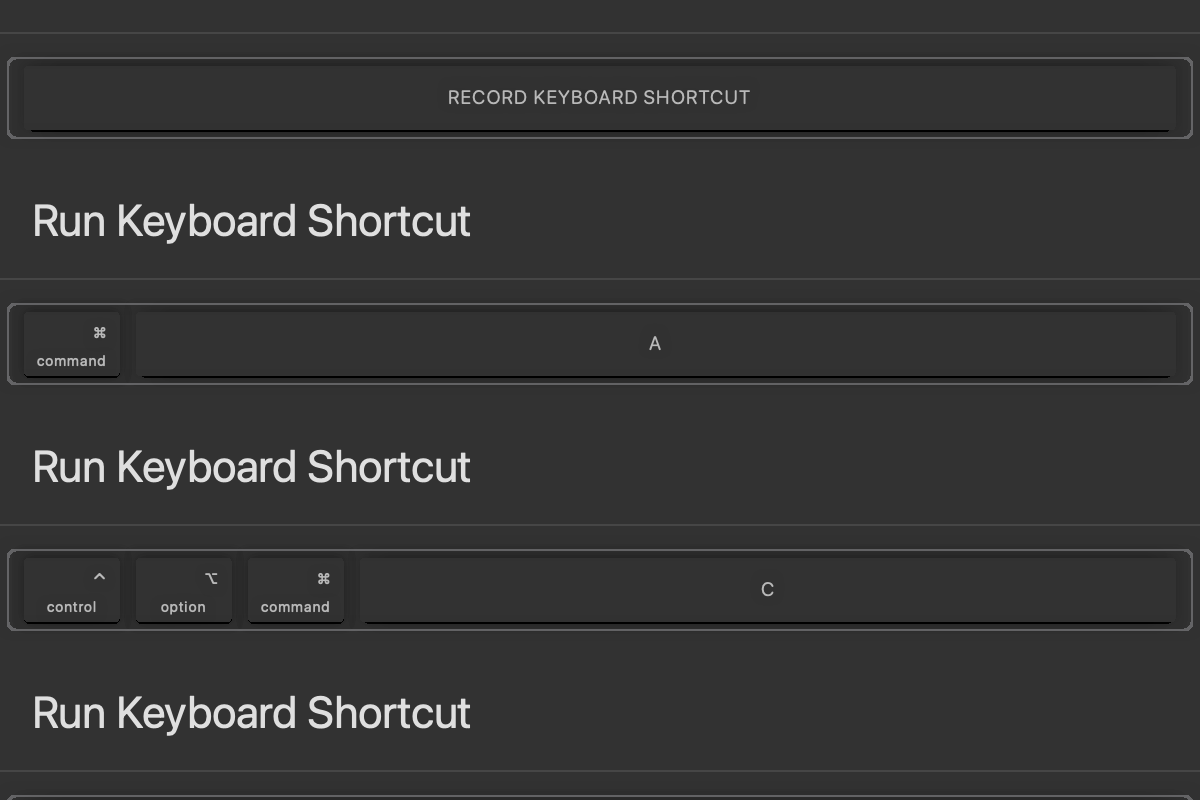 RECORD KEYBOARD SHORTCUT
Run Keyboard Shortcut
⌘
command
A
Run Keyboard Shortcut
^ ⌥ ⌘
control option command
C
Run Keyboard Shortcut